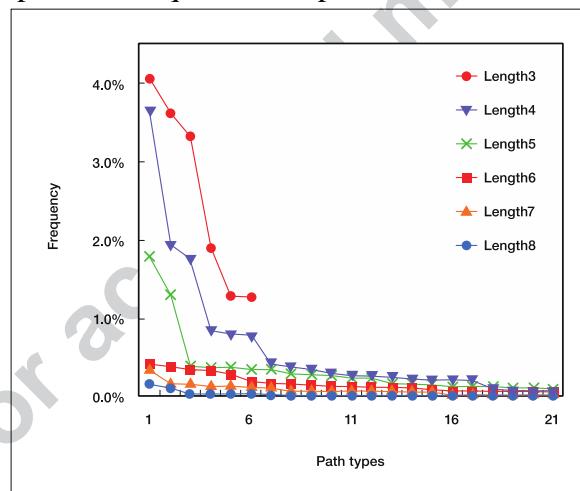 4.0%
3.0%
2.0%
1.0%
0.0%
Frequency
1
6
11
16
21
Path types
Length3
Length4
Length5
Length6
Length7
Length8